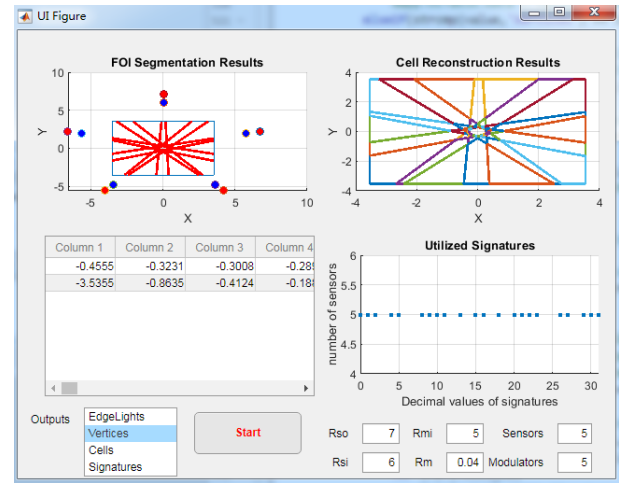 UI Figure
FOI Segmentation Results
10
5
0
-5
Y
-5 0 5 10
X
Cell Reconstruction Results
4
2
0
-2
-4
Y
-4 -2 0 2 4
X
Column 1 Column 2 Column 3 Column 4
-0.4555 -0.3231 -0.3008
-3.5355 -0.8635 -0.4124
Utilized Signatures
6
5.5
5
4.5
4
number of sensors
0 5 10 15 20 25 30
Decimal values of signatures
Outputs
EdgeLights
Vertices
Cells
Signatures
Start
Rso 7 Rmi 5 Sensors 5
Rsi 6 Rm 0.04 Modulators 5